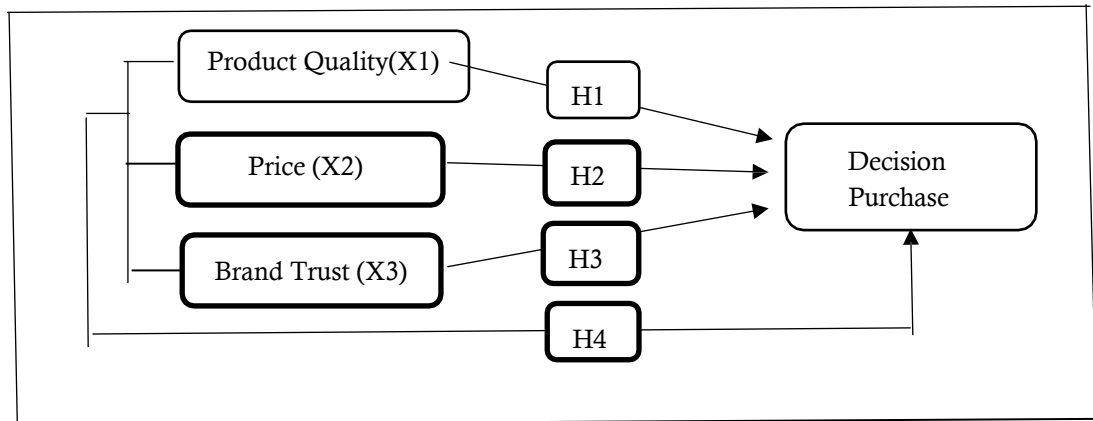 Product Quality(X1)
H1
Price (X2)
H2
Decision
Purchase
Brand Trust (X3)
H3
H4